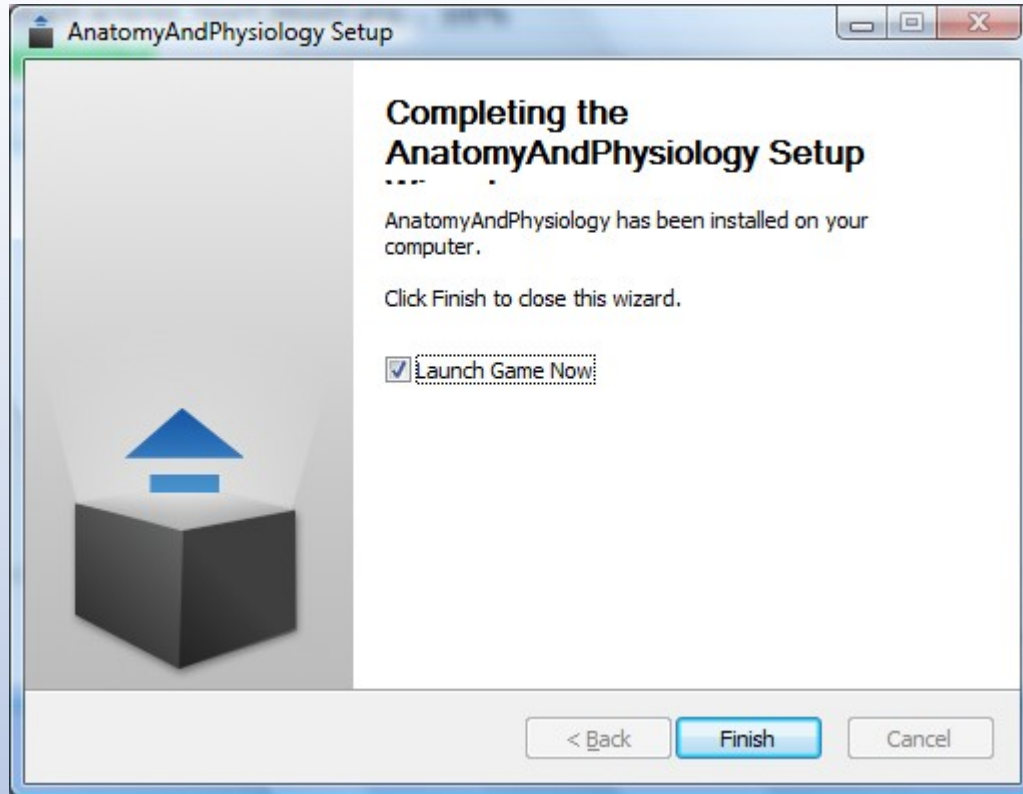 AnatomyAndPhysiology Setup
Completing the
AnatomyAndPhysiology Setup
AnatomyAndPhysiology has been installed on your
computer.
Click Finish to close this wizard.
Launch Game Now
< Back
Finish
Cancel